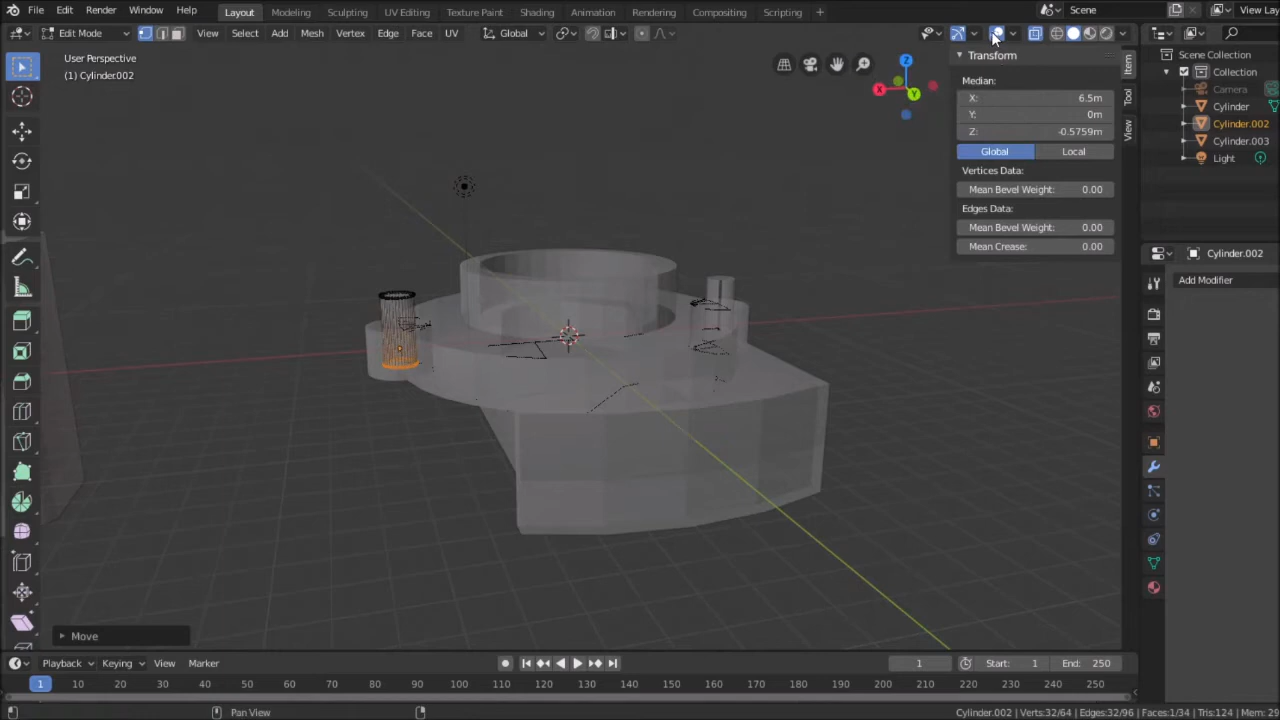 File Edit Render Window Help Layout Modeling Sculpting UV Editing Texture Paint Shading Animation Rendering Compositing Scripting + Scene View Lay
Edit Mode View Select Add Mesh Vertex Edge Face UV Global
User Perspective
(1) Cylinder.002
Transform
Median:
X: 6.5m
Y: 0m
Z: -0.5759m
Global Local
Vertices Data:
Mean Bevel Weight: 0.00
Edges Data:
Mean Bevel Weight: 0.00
Mean Crease: 0.00
Item
Tool
View
Z
X
Y
Scene Collection
Collection
Camera
Cylinder
Cylinder.002
Cylinder.003
Light
Cylinder.002
Add Modifier
Move
Playback Keying View Marker 1 Start: 1 End: 250
1 10 20 30 40 50 60 70 80 90 100 110 120 130 140 150 160 170 180 190 200 210 220 230 240 250
Pan View Cylinder.002 | Verts:32/64 | Edges:32/96 | Faces:1/34 | Tris:124 | Mem: 29